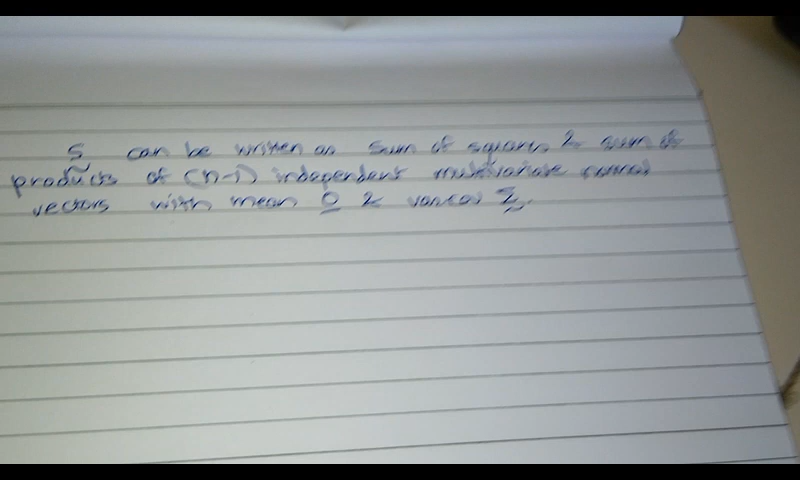 S can be written as sum of squares & sum of
products of (n-1) independent multivariate normal
vectors with mean 0 & varcov Σ.